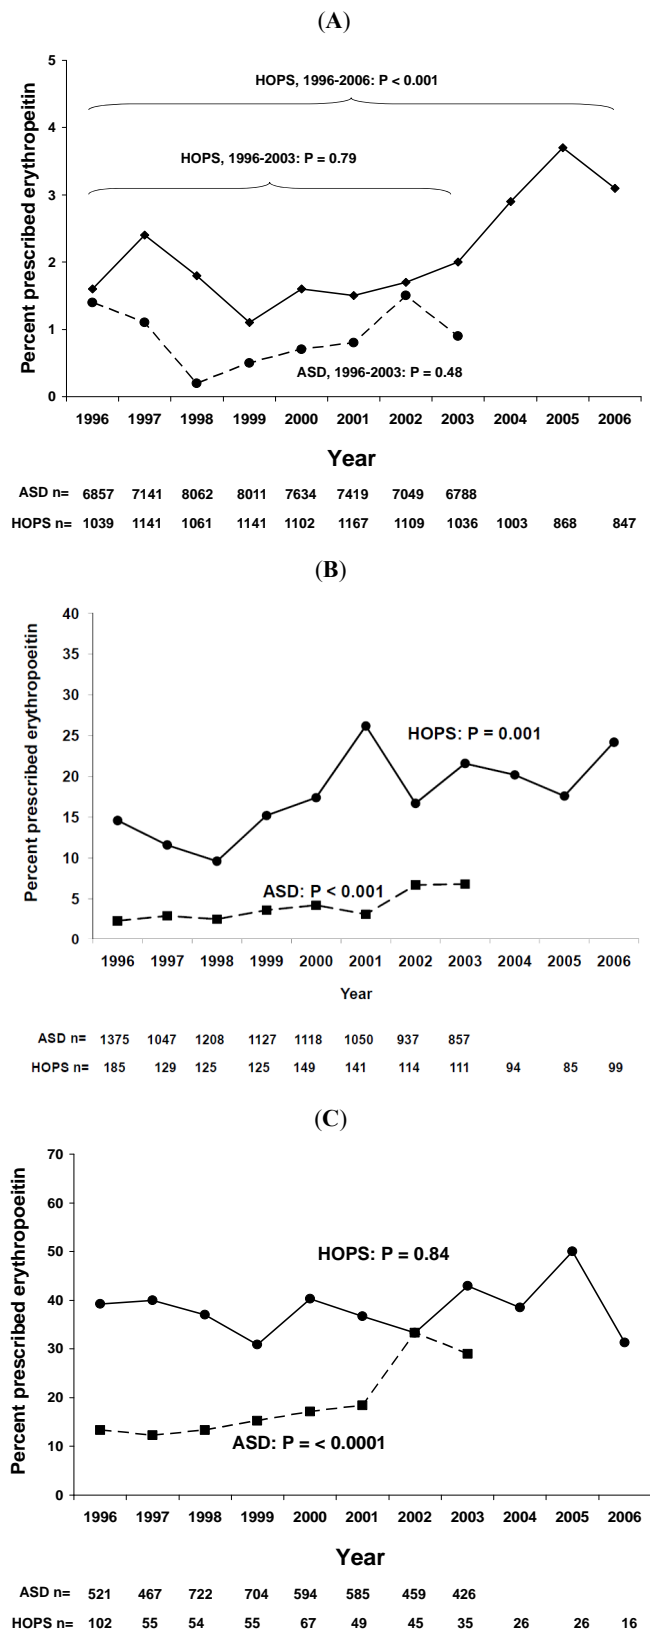 (A)
5
4
3
2
1
0
Percent prescribed erythropeitin
HOPS, 1996-2006: P < 0.001
HOPS, 1996-2003: P = 0.79
ASD, 1996-2003: P = 0.48
1996 1997 1998 1999 2000 2001 2002 2003 2004 2005 2006
Year
ASD n= 6857 7141 8062 8011 7634 7419 7049 6788
HOPS n= 1039 1141 1061 1141 1102 1167 1109 1036 1003 868 847
(B)
40
35
30
25
20
15
10
5
0
Percent prescribed erythropoeitin
HOPS: P = 0.001
ASD: P < 0.001
1996 1997 1998 1999 2000 2001 2002 2003 2004 2005 2006
Year
ASD n= 1375 1047 1208 1127 1118 1050 937 857
HOPS n= 185 129 125 125 149 141 114 111 94 85 99
(C)
70
60
50
40
30
20
10
0
Percent prescribed erythropoeitin
HOPS: P = 0.84
ASD: P = < 0.0001
1996 1997 1998 1999 2000 2001 2002 2003 2004 2005 2006
Year
ASD n= 521 467 722 704 594 585 459 426
HOPS n= 102 55 54 55 67 49 45 35 26 26 16